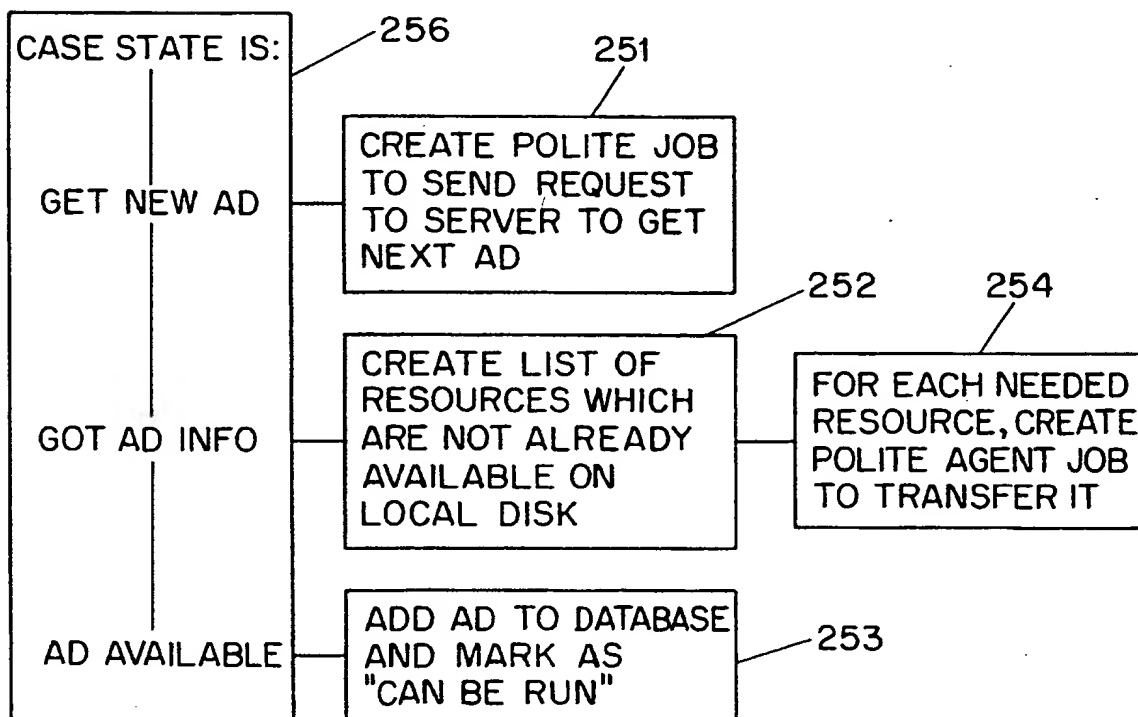 CASE STATE IS:
256
251
GET NEW AD
CREATE POLITE JOB
TO SEND REQUEST
TO SERVER TO GET
NEXT AD
252
254
GOT AD INFO
CREATE LIST OF
RESOURCES WHICH
ARE NOT ALREADY
AVAILABLE ON
LOCAL DISK
FOR EACH NEEDED
RESOURCE, CREATE
POLITE AGENT JOB
TO TRANSFER IT
AD AVAILABLE
ADD AD TO DATABASE
AND MARK AS
"CAN BE RUN"
253